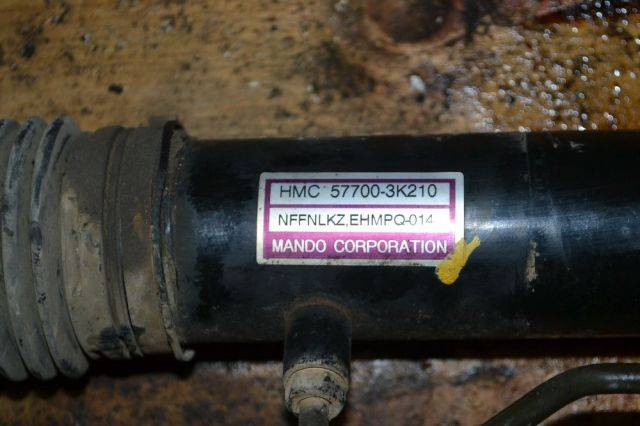 HMC 57700-3K210
NFFNLKZ,EHMPQ-014
MANDO CORPORATION